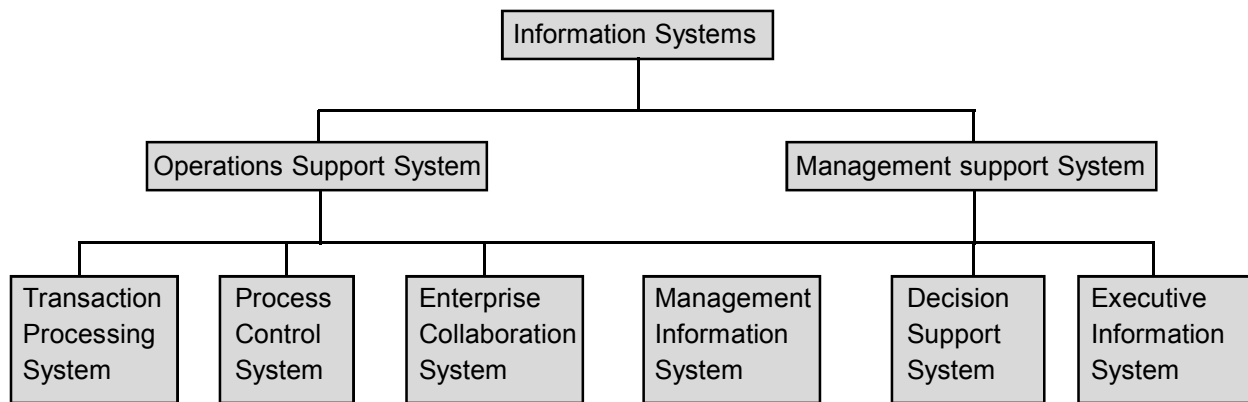 Information Systems
Operations Support System
Management support System
Transaction
Processing
System
Process
Control
System
Enterprise
Collaboration
System
Management
Information
System
Decision
Support
System
Executive
Information
System